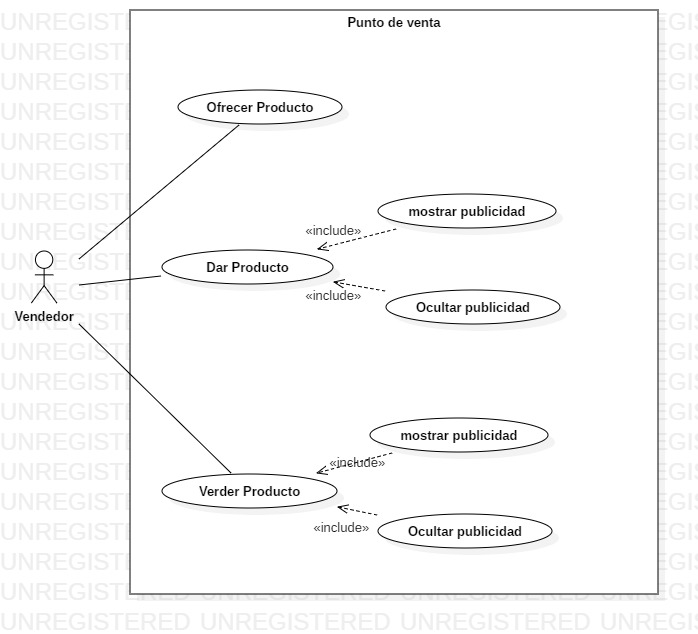 Punto de venta
Ofrecer Producto
mostrar publicidad
«include»
Dar Producto
«include»
Ocultar publicidad
Vendedor
mostrar publicidad
«include»
Verder Producto
«include»
Ocultar publicidad
UNREGISTERED UNREGISTERED UNREGISTERED UNREGISTERED